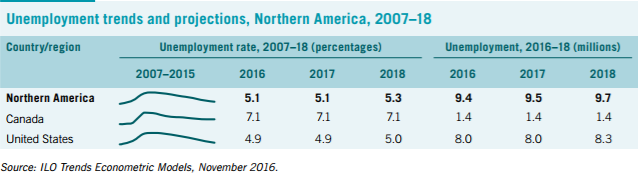 Unemployment trends and projections, Northern America, 2007–18
Country/region Unemployment rate, 2007–18 (percentages) Unemployment, 2016–18 (millions)
2007–2015 2016 2017 2018 2016 2017 2018
Northern America 5.1 5.1 5.3 9.4 9.5 9.7
Canada 7.1 7.1 7.1 1.4 1.4 1.4
United States 4.9 4.9 5.0 8.0 8.0 8.3
Source: ILO Trends Econometric Models, November 2016.